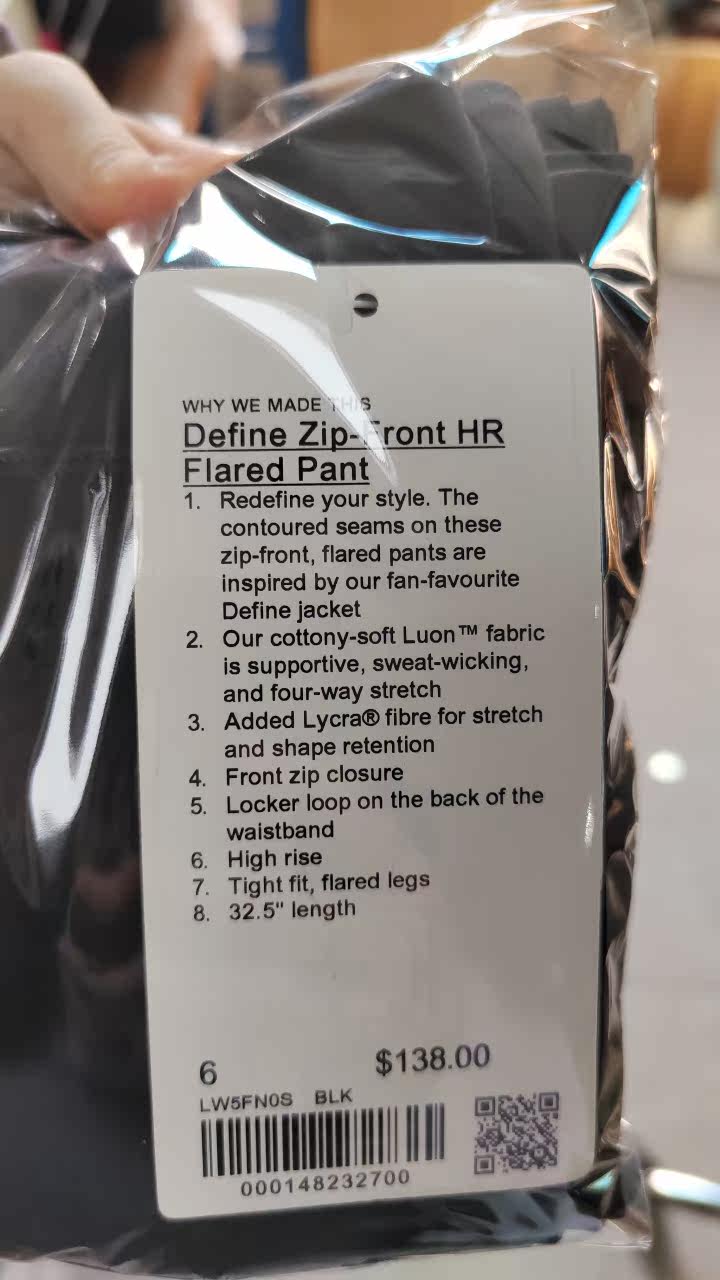 WHY WE MADE THIS
Define Zip-Front HR
Flared Pant
1. Redefine your style. The
contoured seams on these
zip-front, flared pants are
inspired by our fan-favourite
Define jacket
2. Our cottony-soft Luon™ fabric
is supportive, sweat-wicking,
and four-way stretch
3. Added Lycra® fibre for stretch
and shape retention
4. Front zip closure
5. Locker loop on the back of the
waistband
6. High rise
7. Tight fit, flared legs
8. 32.5" length
6 $138.00
LW5FN0S BLK
000148232700